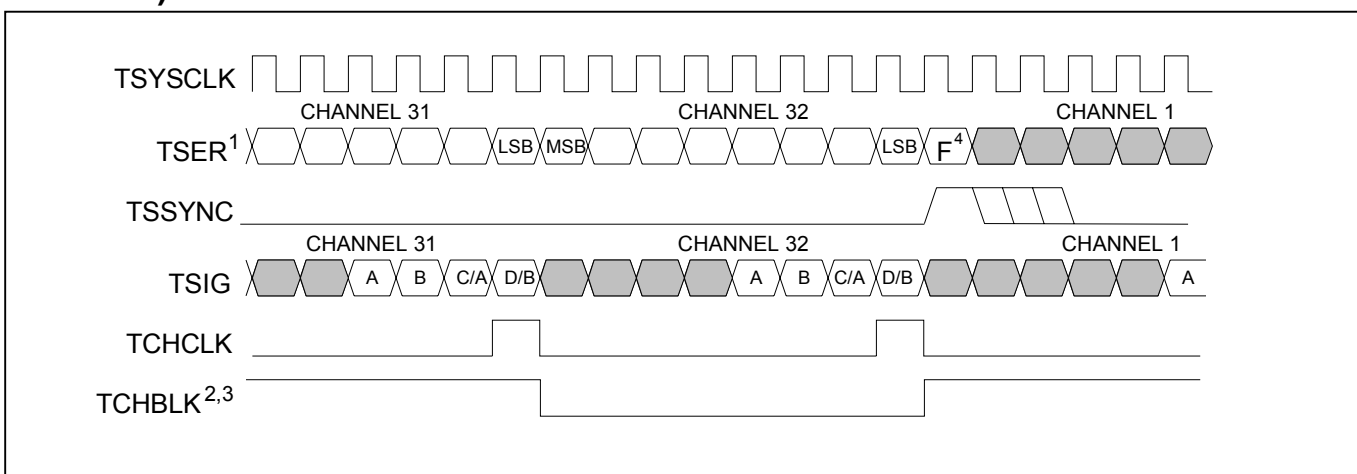 TSYSCLK
CHANNEL 31 CHANNEL 32 CHANNEL 1
TSER1 LSB MSB LSB F4
TSSYNC
CHANNEL 31 CHANNEL 32 CHANNEL 1
TSIG A B C/A D/B A B C/A D/B A
TCHCLK
TCHBLK2,3